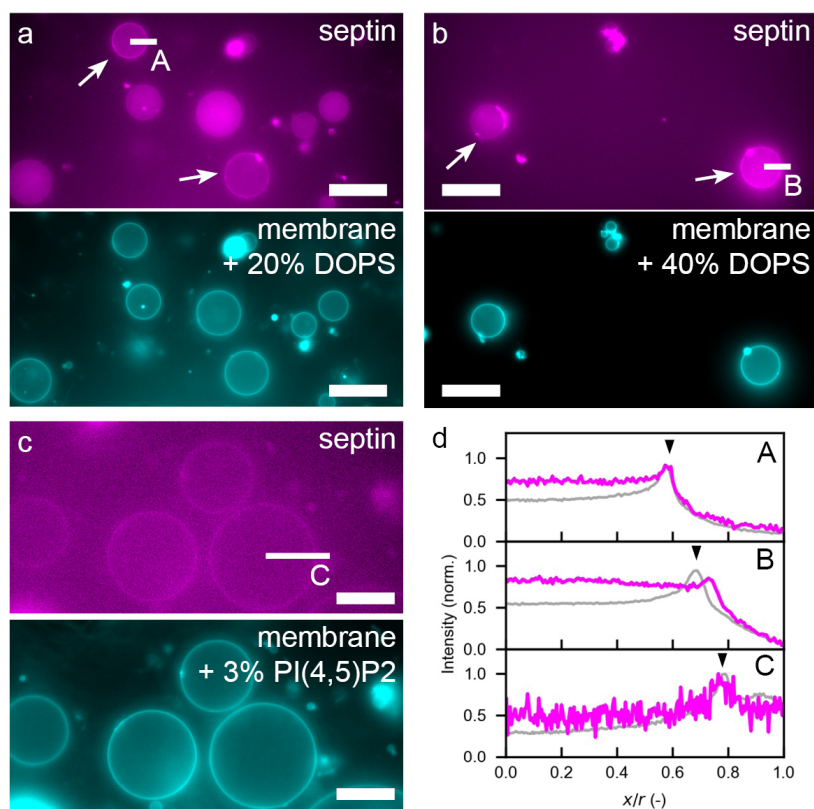 a
septin
A
membrane
+ 20% DOPS
b
septin
B
membrane
+ 40% DOPS
c
septin
C
membrane
+ 3% PI(4,5)P2
d
A
1.0
0.5
0.0
B
1.0
0.5
0.0
C
1.0
0.5
0.0
Intensity (norm.)
0.0 0.2 0.4 0.6 0.8 1.0
x/r (-)